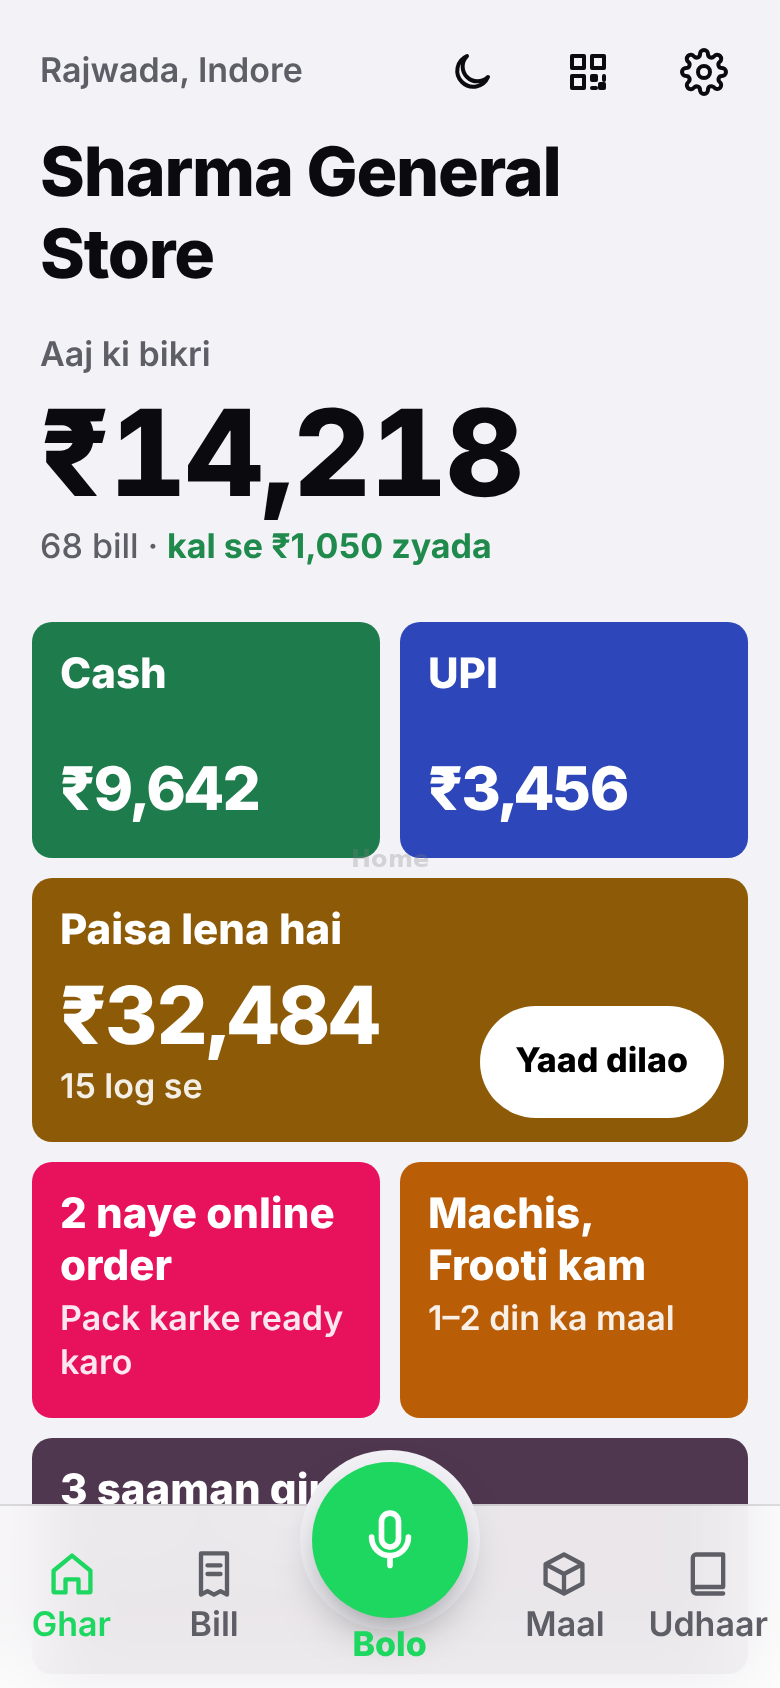 Rajwada, Indore
Sharma General
Store
Aaj ki bikri
₹14,218
68 bill · kal se ₹1,050 zyada
Cash
₹9,642
UPI
₹3,456
Home
Paisa lena hai
₹32,484
15 log se
Yaad dilao
2 naye online
order
Pack karke ready
karo
Machis,
Frooti kam
1–2 din ka maal
3 saaman
Ghar
Bill
Bolo
Maal
Udhaar